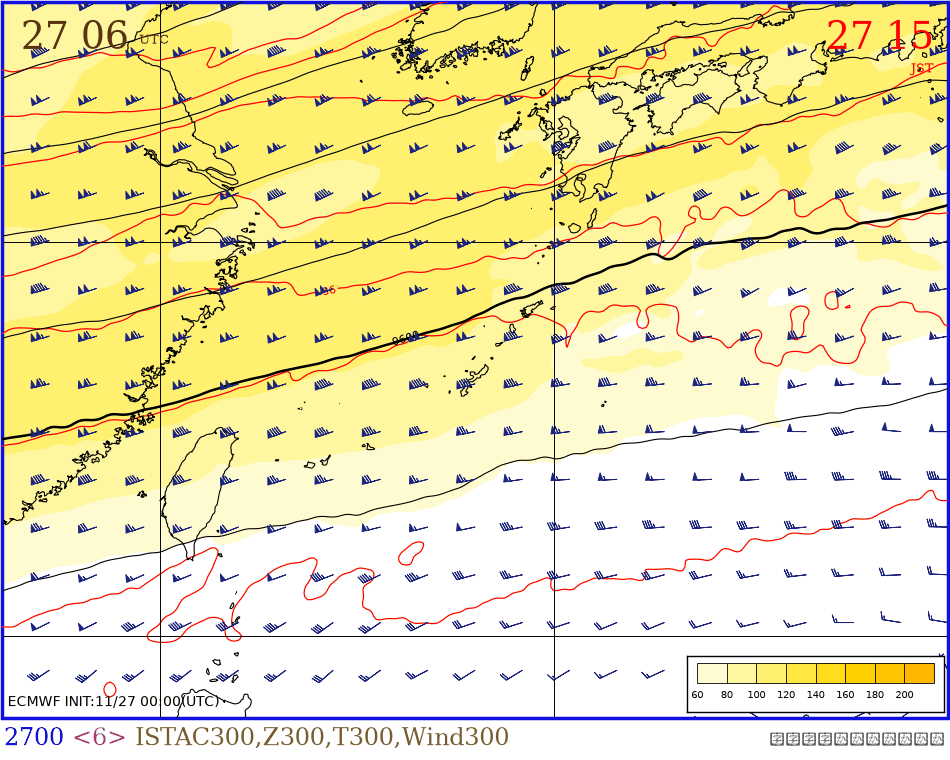 27 06 UTC
27 15 JST
-36
9600
ECMWF INIT:11/27 00:00(UTC)
60 80 100 120 140 160 180 200
2700 <6> ISTAC300,Z300,T300,Wind300